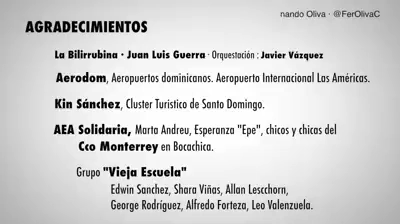 nando Oliva · @FerOlivaC
AGRADECIMIENTOS
La Bilirrubina · Juan Luis Guerra · Orquestación : Javier Vázquez
Aerodom, Aeropuertos dominicanos. Aeropuerto Internacional Las Américas.
Kin Sánchez, Cluster Turístico de Santo Domingo.
AEA Solidaria, Marta Andreu, Esperanza "Epe", chicos y chicas del
Cco Monterrey en Bocachica.
Grupo "Vieja Escuela"
Edwin Sanchez, Shara Viñas, Allan Lescchorn,
George Rodríguez, Alfredo Forteza, Leo Valenzuela.